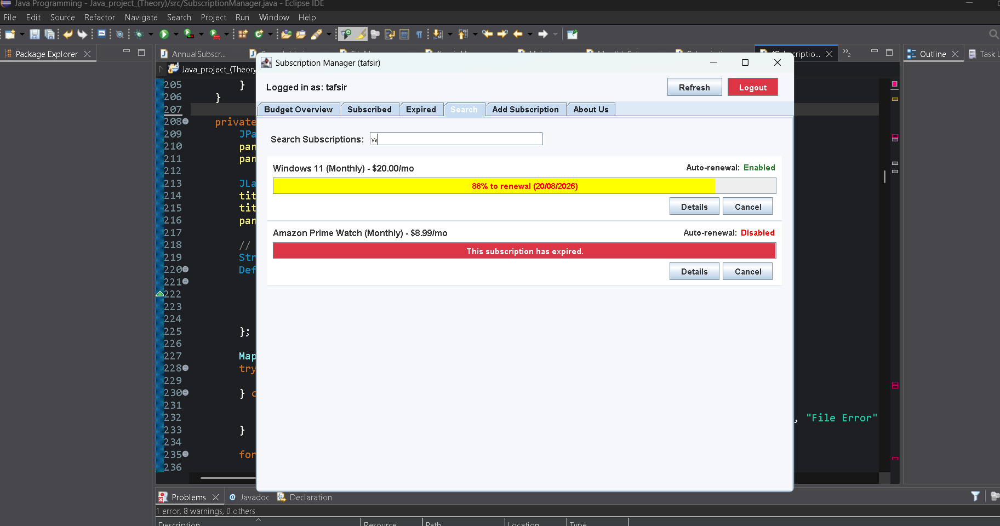 Java Programming - Java_project_(Theory)/src/SubscriptionManager.java - Eclipse IDE
File Edit Source Refactor Navigate Search Project Run Window Help
Package Explorer
AnnualSubscr...
criptio...
2
Outline
Task L
Java_project_(Theory
Subscription Manager (tafsir)
Logged in as: tafsir
Refresh
Logout
Budget Overview
Subscribed
Expired
Search
Add Subscription
About Us
Search Subscriptions: w
Windows 11 (Monthly) - $20.00/mo
Auto-renewal: Enabled
88% to renewal (20/08/2026)
Details
Cancel
Amazon Prime Watch (Monthly) - $8.99/mo
Auto-renewal: Disabled
This subscription has expired.
Details
Cancel
205 }
206 }
207
208 private
209 JPa
210 pan
211 pan
212
213 JLa
214 tit
215 tit
216 pan
217
218 //
219 Str
220 Def
221
222
223
224
225 };
226
227 Map
228 try
229
230 } c
231
232 , "File Error"
233 }
234
235 for
236
Problems
Javadoc
Declaration
1 error, 8 warnings, 0 others
Description
Resource
Path
Location
Type